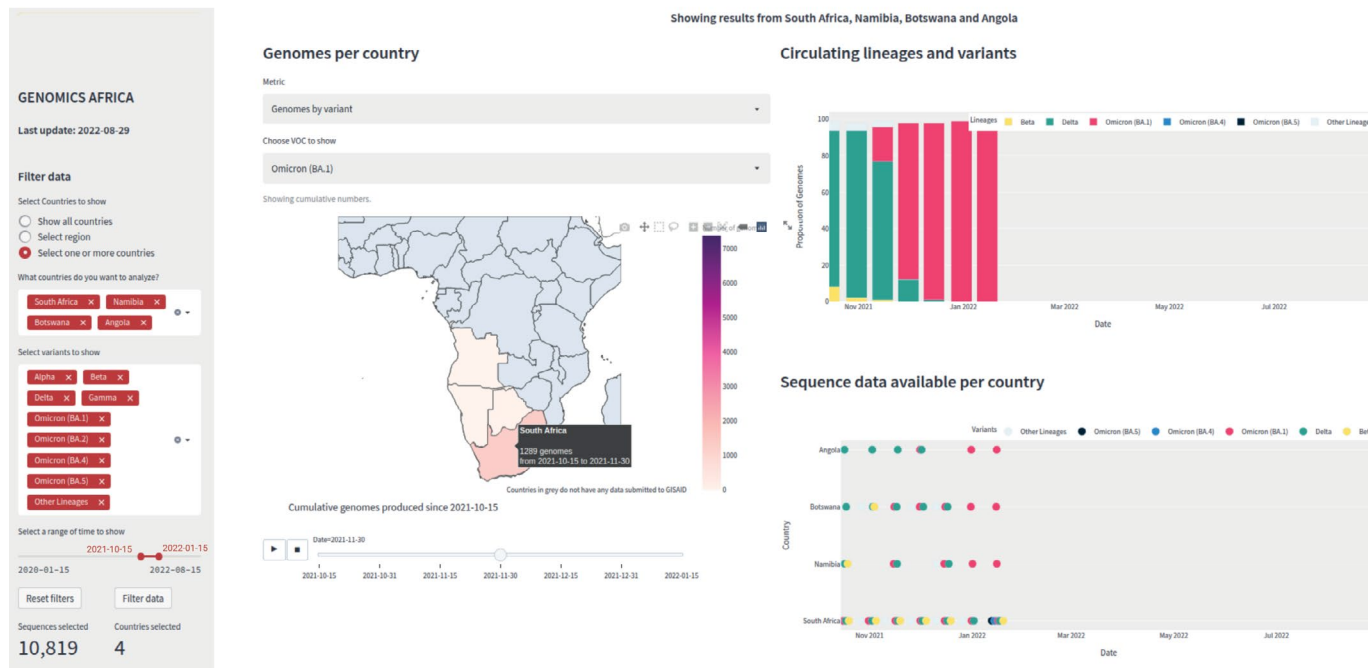 Showing results from South Africa, Namibia, Botswana and Angola
GENOMICS AFRICA
Last update: 2022-08-29
Filter data
Select Countries to show
Show all countries
Select region
Select one or more countries
What countries do you want to analyze?
South Africa ×
Namibia ×
Botswana ×
Angola ×
Select variants to show
Alpha ×
Beta ×
Delta ×
Gamma ×
Omicron (BA.1) ×
Omicron (BA.2) ×
Omicron (BA.4) ×
Omicron (BA.5) ×
Other Lineages ×
Select a range of time to show
2021-10-15
2022-01-15
2020-01-15
2022-08-15
Reset filters
Filter data
Sequences selected
Countries selected
10,819
4
Genomes per country
Metric
Genomes by variant
Choose VOC to show
Omicron (BA.1)
Showing cumulative numbers.
7000
6000
5000
4000
3000
2000
1000
0
South Africa
1289 genomes
from 2021-10-15 to 2021-11-30
Countries in grey do not have any data submitted to GISAID
Cumulative genomes produced since 2021-10-15
Date=2021-11-30
2021-10-15 2021-10-31 2021-11-15 2021-11-30 2021-12-15 2021-12-31 2022-01-15
Circulating lineages and variants
Lineages Beta Delta Omicron (BA.1) Omicron (BA.4) Omicron (BA.5) Other Lineage
Proportion of Genomes
100
80
60
40
20
0
Nov 2021 Jan 2022 Mar 2022 May 2022 Jul 2022
Date
Sequence data available per country
Variants Other Lineages Omicron (BA.5) Omicron (BA.4) Omicron (BA.1) Delta Bet
Country
Angola
Botswana
Namibia
South Africa
Nov 2021 Jan 2022 Mar 2022 May 2022 Jul 2022
Date